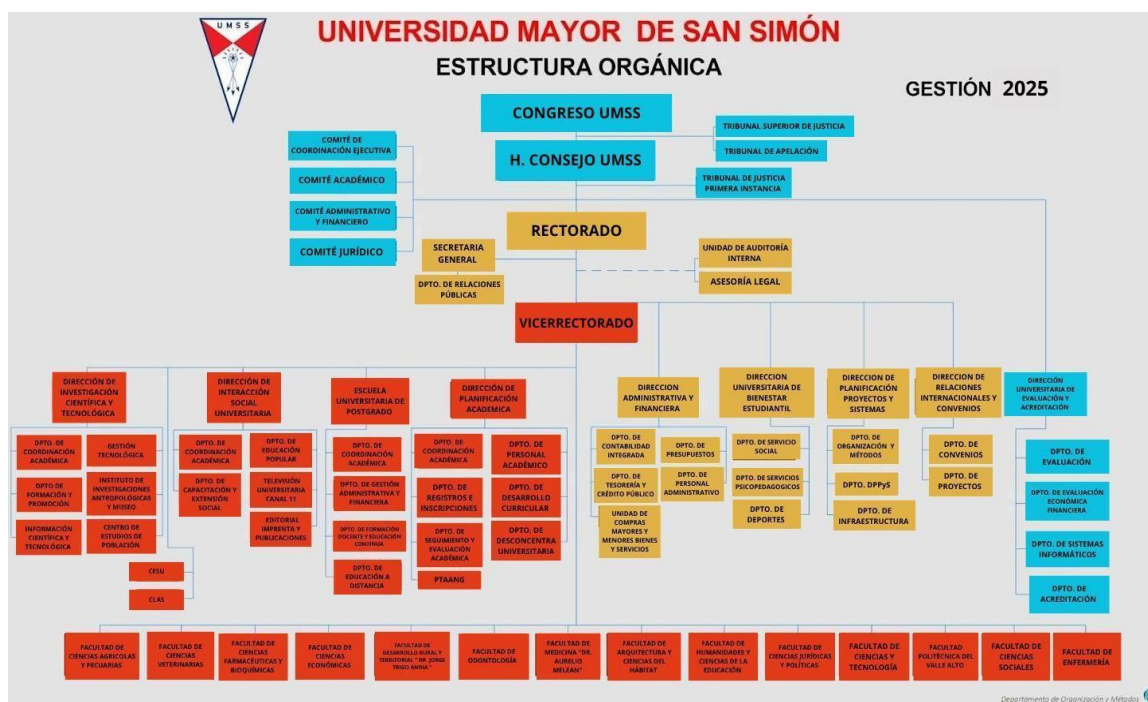 UMSS
UNIVERSIDAD MAYOR DE SAN SIMÓN
ESTRUCTURA ORGÁNICA
GESTIÓN 2025
CONGRESO UMSS
TRIBUNAL SUPERIOR DE JUSTICIA
TRIBUNAL DE APELACIÓN
H. CONSEJO UMSS
TRIBUNAL DE JUSTICIA
PRIMERA INSTANCIA
COMITÉ DE
COORDINACIÓN EJECUTIVA
COMITÉ ACADÉMICO
COMITÉ ADMINISTRATIVO
Y FINANCIERO
COMITÉ JURÍDICO
RECTORADO
SECRETARIA
GENERAL
DPTO. DE RELACIONES
PÚBLICAS
UNIDAD DE AUDITORÍA
INTERNA
ASESORÍA LEGAL
VICERRECTORADO
DIRECCIÓN DE
INVESTIGACIÓN
CIENTÍFICA Y
TECNOLÓGICA
DPTO. DE
COORDINACIÓN
ACADÉMICA
GESTIÓN
TECNOLÓGICA
DPTO DE
FORMACIÓN Y
PROMOCIÓN
INSTITUTO DE
INVESTIGACIONES
ANTROPOLÓGICAS
Y MUSEO
INFORMACIÓN
CIENTÍFICA Y
TECNOLÓGICA
CENTRO DE
ESTUDIOS DE
POBLACIÓN
CESU
CLAS
DIRECCIÓN DE
INTERACCIÓN
SOCIAL
UNIVERSITARIA
DPTO. DE
COORDINACIÓN
ACADÉMICA
DPTO. DE
EDUCACIÓN
POPULAR
DPTO. DE
CAPACITACIÓN Y
EXTENSIÓN
SOCIAL
TELEVISIÓN
UNIVERSITARIA
CANAL 11
EDITORIAL
IMPRENTA Y
PUBLICACIONES
ESCUELA
UNIVERSITARIA DE
POSTGRADO
DPTO. DE
COORDINACIÓN
ACADÉMICA
DPTO. DE GESTIÓN
ADMINISTRATIVA Y
FINANCIERA
DPTO. DE FORMACIÓN
DOCENTE Y EDUCACIÓN
CONTINUA
DPTO. DE
EDUCACIÓN A
DISTANCIA
DIRECCIÓN DE
PLANIFICACIÓN
ACADEMICA
DPTO. DE
COORDINACIÓN
ACADÉMICA
DPTO. DE
PERSONAL
ACADÉMICO
DPTO. DE
REGISTROS E
INSCRIPCIONES
DPTO. DE
DESARROLLO
CURRICULAR
DPTO. DE
SEGUIMIENTO Y
EVALUACIÓN
ACADÉMICA
DPTO. DE
DESCONCENTRA
UNIVERSITARIA
PTAANG
DIRECCION
ADMINISTRATIVA Y
FINANCIERA
DPTO. DE
CONTABILIDAD
INTEGRADA
DPTO. DE
PRESUPUESTOS
DPTO. DE
TESORERÍA Y
CRÉDITO PÚBLICO
DPTO. DE
PERSONAL
ADMINISTRATIVO
UNIDAD DE
COMPRAS
MAYORES Y
MENORES BIENES
Y SERVICIOS
DIRECCION
UNIVERSITARIA DE
BIENESTAR
ESTUDIANTIL
DPTO. DE SERVICIO
SOCIAL
DPTO. DE SERVICIOS
PSICOPEDAGOGICOS
DPTO. DE
DEPORTES
DIRECCION DE
PLANIFICACIÓN
PROYECTOS Y
SISTEMAS
DPTO. DE
ORGANIZACIÓN Y
MÉTODOS
DPTO. DPPyS
DPTO. DE
INFRAESTRUCTURA
DIRECCION DE
RELACIONES
INTERNACIONALES Y
CONVENIOS
DPTO. DE
CONVENIOS
DPTO. DE
PROYECTOS
DIRECCIÓN
UNIVERSITARIA DE
EVALUACIÓN Y
ACREDITACIÓN
DPTO. DE
EVALUACIÓN
DPTO. DE EVALUACIÓN
ECONÓMICA
FINANCIERA
DPTO. DE SISTEMAS
INFORMÁTICOS
DPTO. DE
ACREDITACIÓN
FACULTAD DE
CIENCIAS AGRICOLAS
Y PECUARIAS
FACULTAD DE
CIENCIAS
VETERINARIAS
FACULTAD DE
CIENCIAS
FARMACÉUTICAS Y
BIOQUÍMICAS
FACULTAD DE
CIENCIAS
ECONÓMICAS
FACULTAD DE
DESARROLLO RURAL Y
TERRITORIAL " DR. JORGE
TRIGO ANDIA "
FACULTAD DE
ODONTOLOGÍA
FACULTAD DE
MEDICINA "DR.
AURELIO
MELEAN"
FACULTAD DE
ARQUITECTURA Y
CIENCIAS DEL
HÁBITAT
FACULTAD DE
HUMANIDADES Y
CIENCIAS DE LA
EDUCACIÓN
FACULTAD DE
CIENCIAS JURÍDICAS
Y POLÍTICAS
FACULTAD DE
CIENCIAS Y
TECNOLOGÍA
FACULTAD
POLITÉCNICA DEL
VALLE ALTO
FACULTAD DE
CIENCIAS
SOCIALES
FACULTAD DE
ENFERMERÍA
Departamento de Organización y Métodos